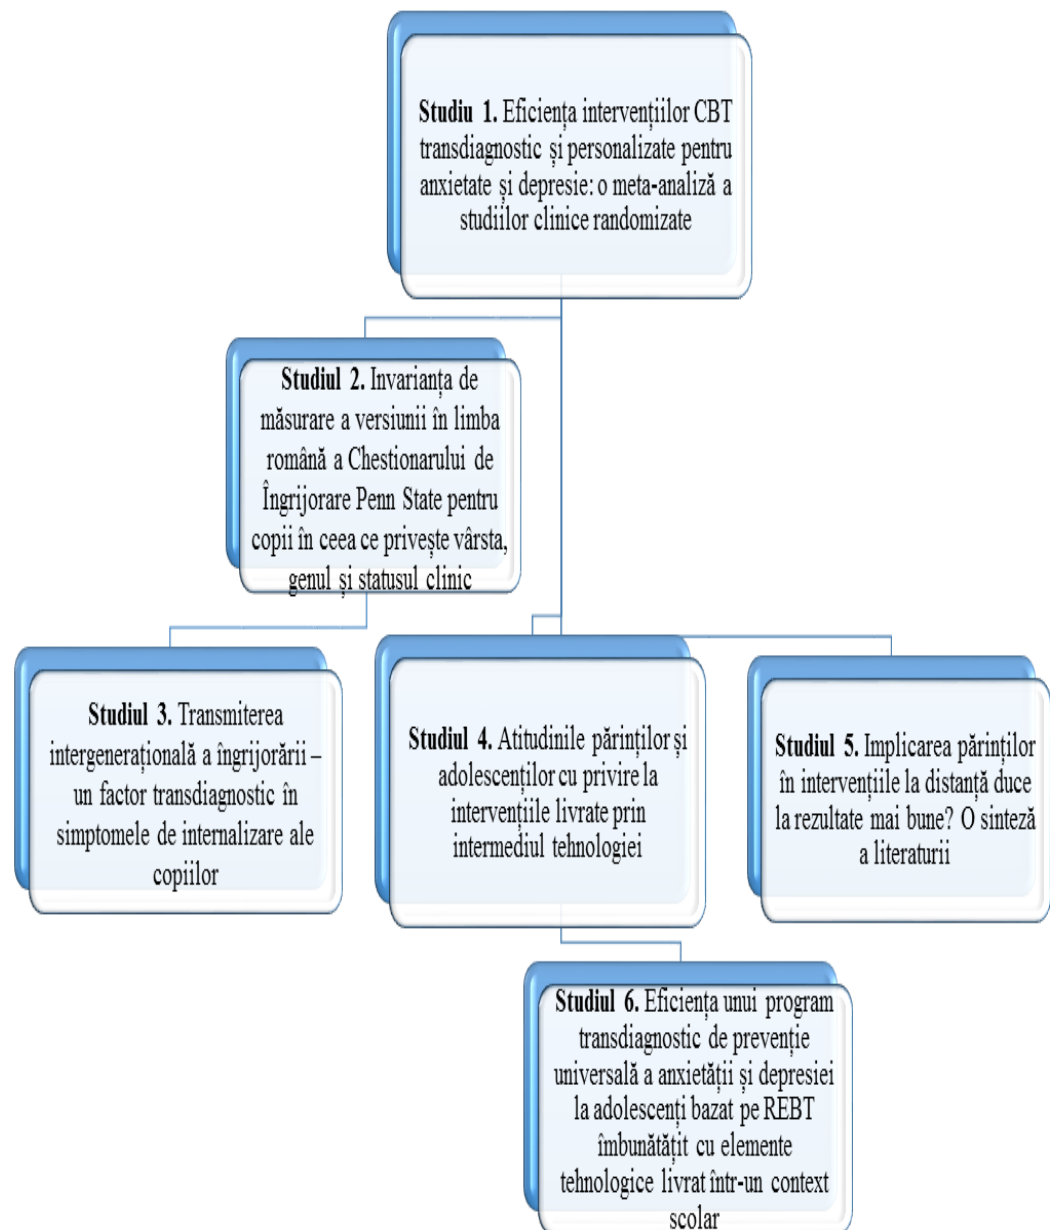 Studiu 1. Eficiența intervențiilor CBT
transdiagnostic și personalizate pentru
anxietate și depresie: o meta-analiză a
studiilor clinice randomizate
Studiul 2. Invarianța de
măsurare a versiunii în limba
română a Chestionarului de
Îngrijorare Penn State pentru
copii în ceea ce privește vârsta,
genul și statusul clinic
Studiul 3. Transmiterea
intergenerațională a îngrijorării –
un factor transdiagnostic în
simptomele de internalizare ale
copiilor
Studiul 4. Atitudinile părinților și
adolescenților cu privire la
intervențiile livrate prin
intermediul tehnologiei
Studiul 5. Implicarea părinților
în intervențiile la distanță duce
la rezultate mai bune? O sinteză
a literaturii
Studiul 6. Eficiența unui program
transdiagnostic de prevenție
universală a anxietății și depresiei
la adolescenți bazat pe REBT
îmbunătățit cu elemente
tehnologice livrat într-un context
scolar